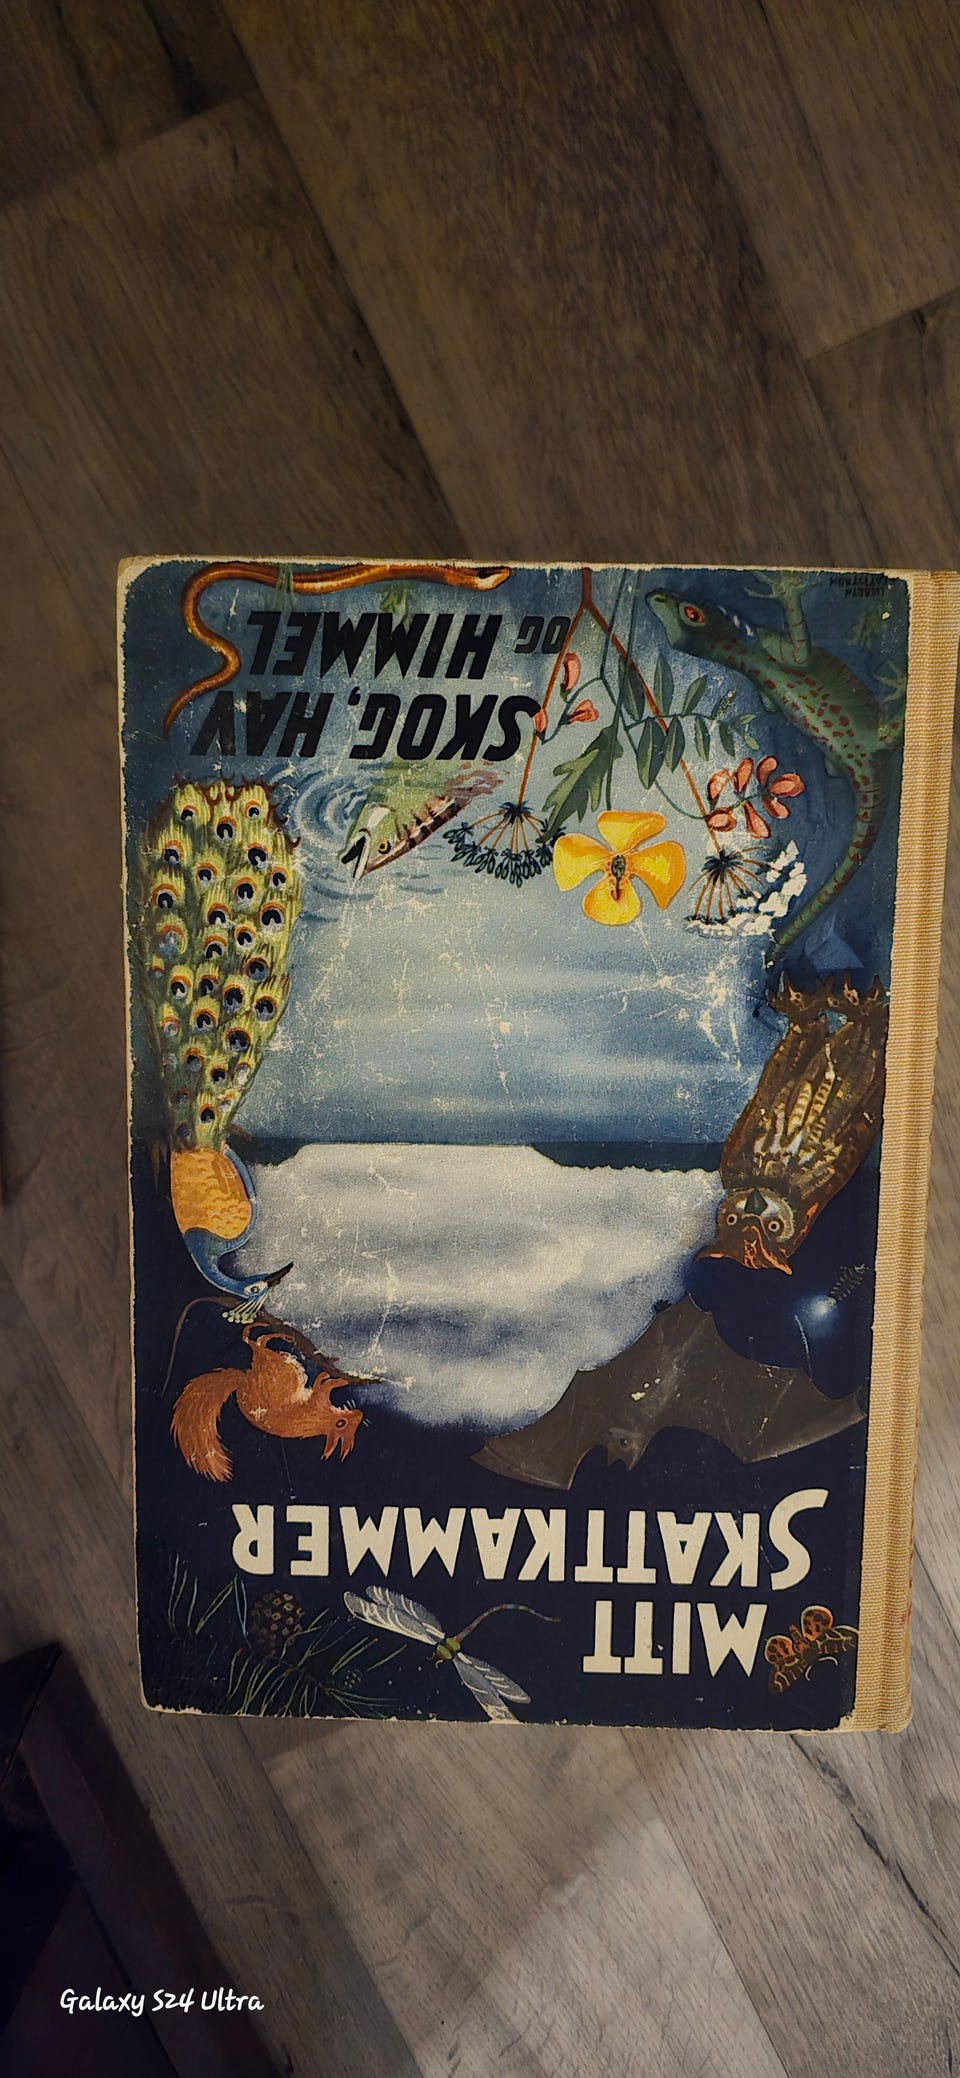 MITT
SKATTKAMMER
SKOG, HAV
OG HIMMEL
Galaxy S24 Ultra